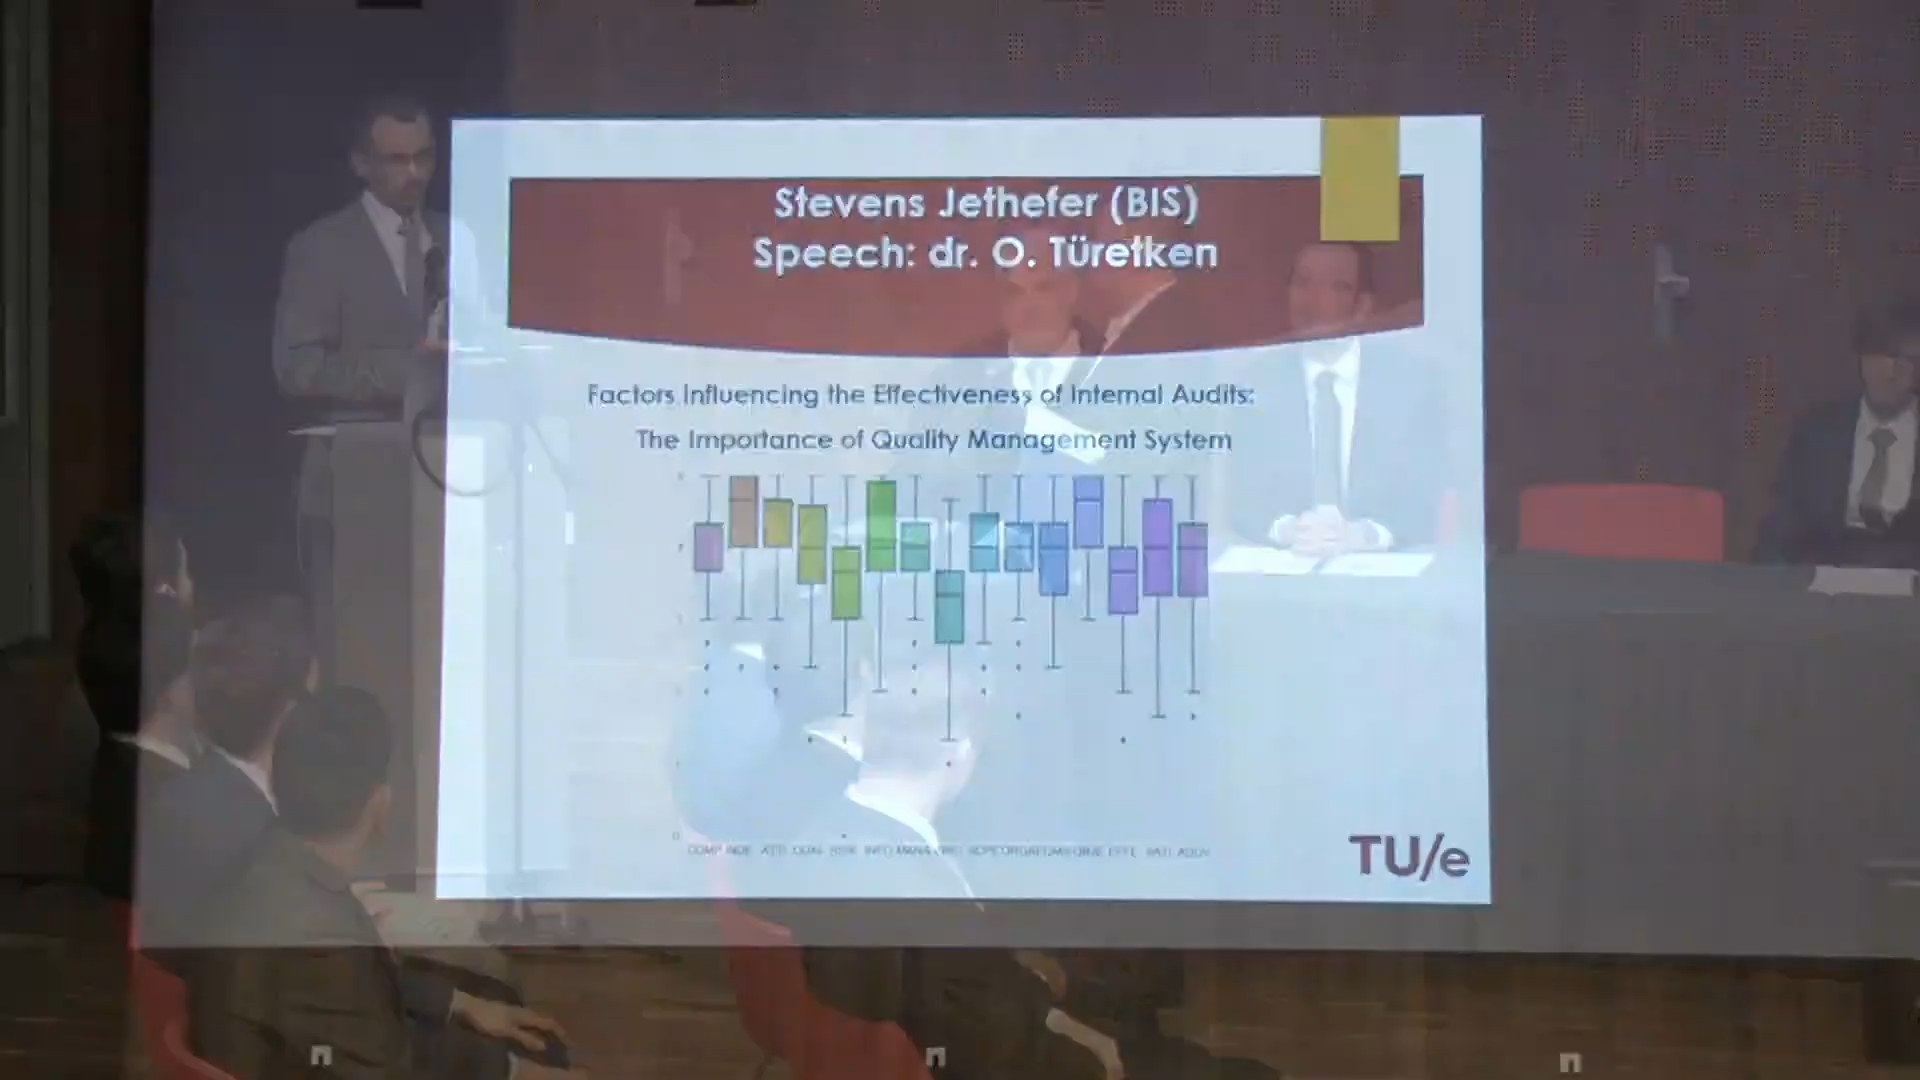 Stevens Jethefer (BIS)
Speech: dr. O. Türetken
Factors Influencing the Effectiveness of Internal Audits:
The Importance of Quality Management System
0
TU/e